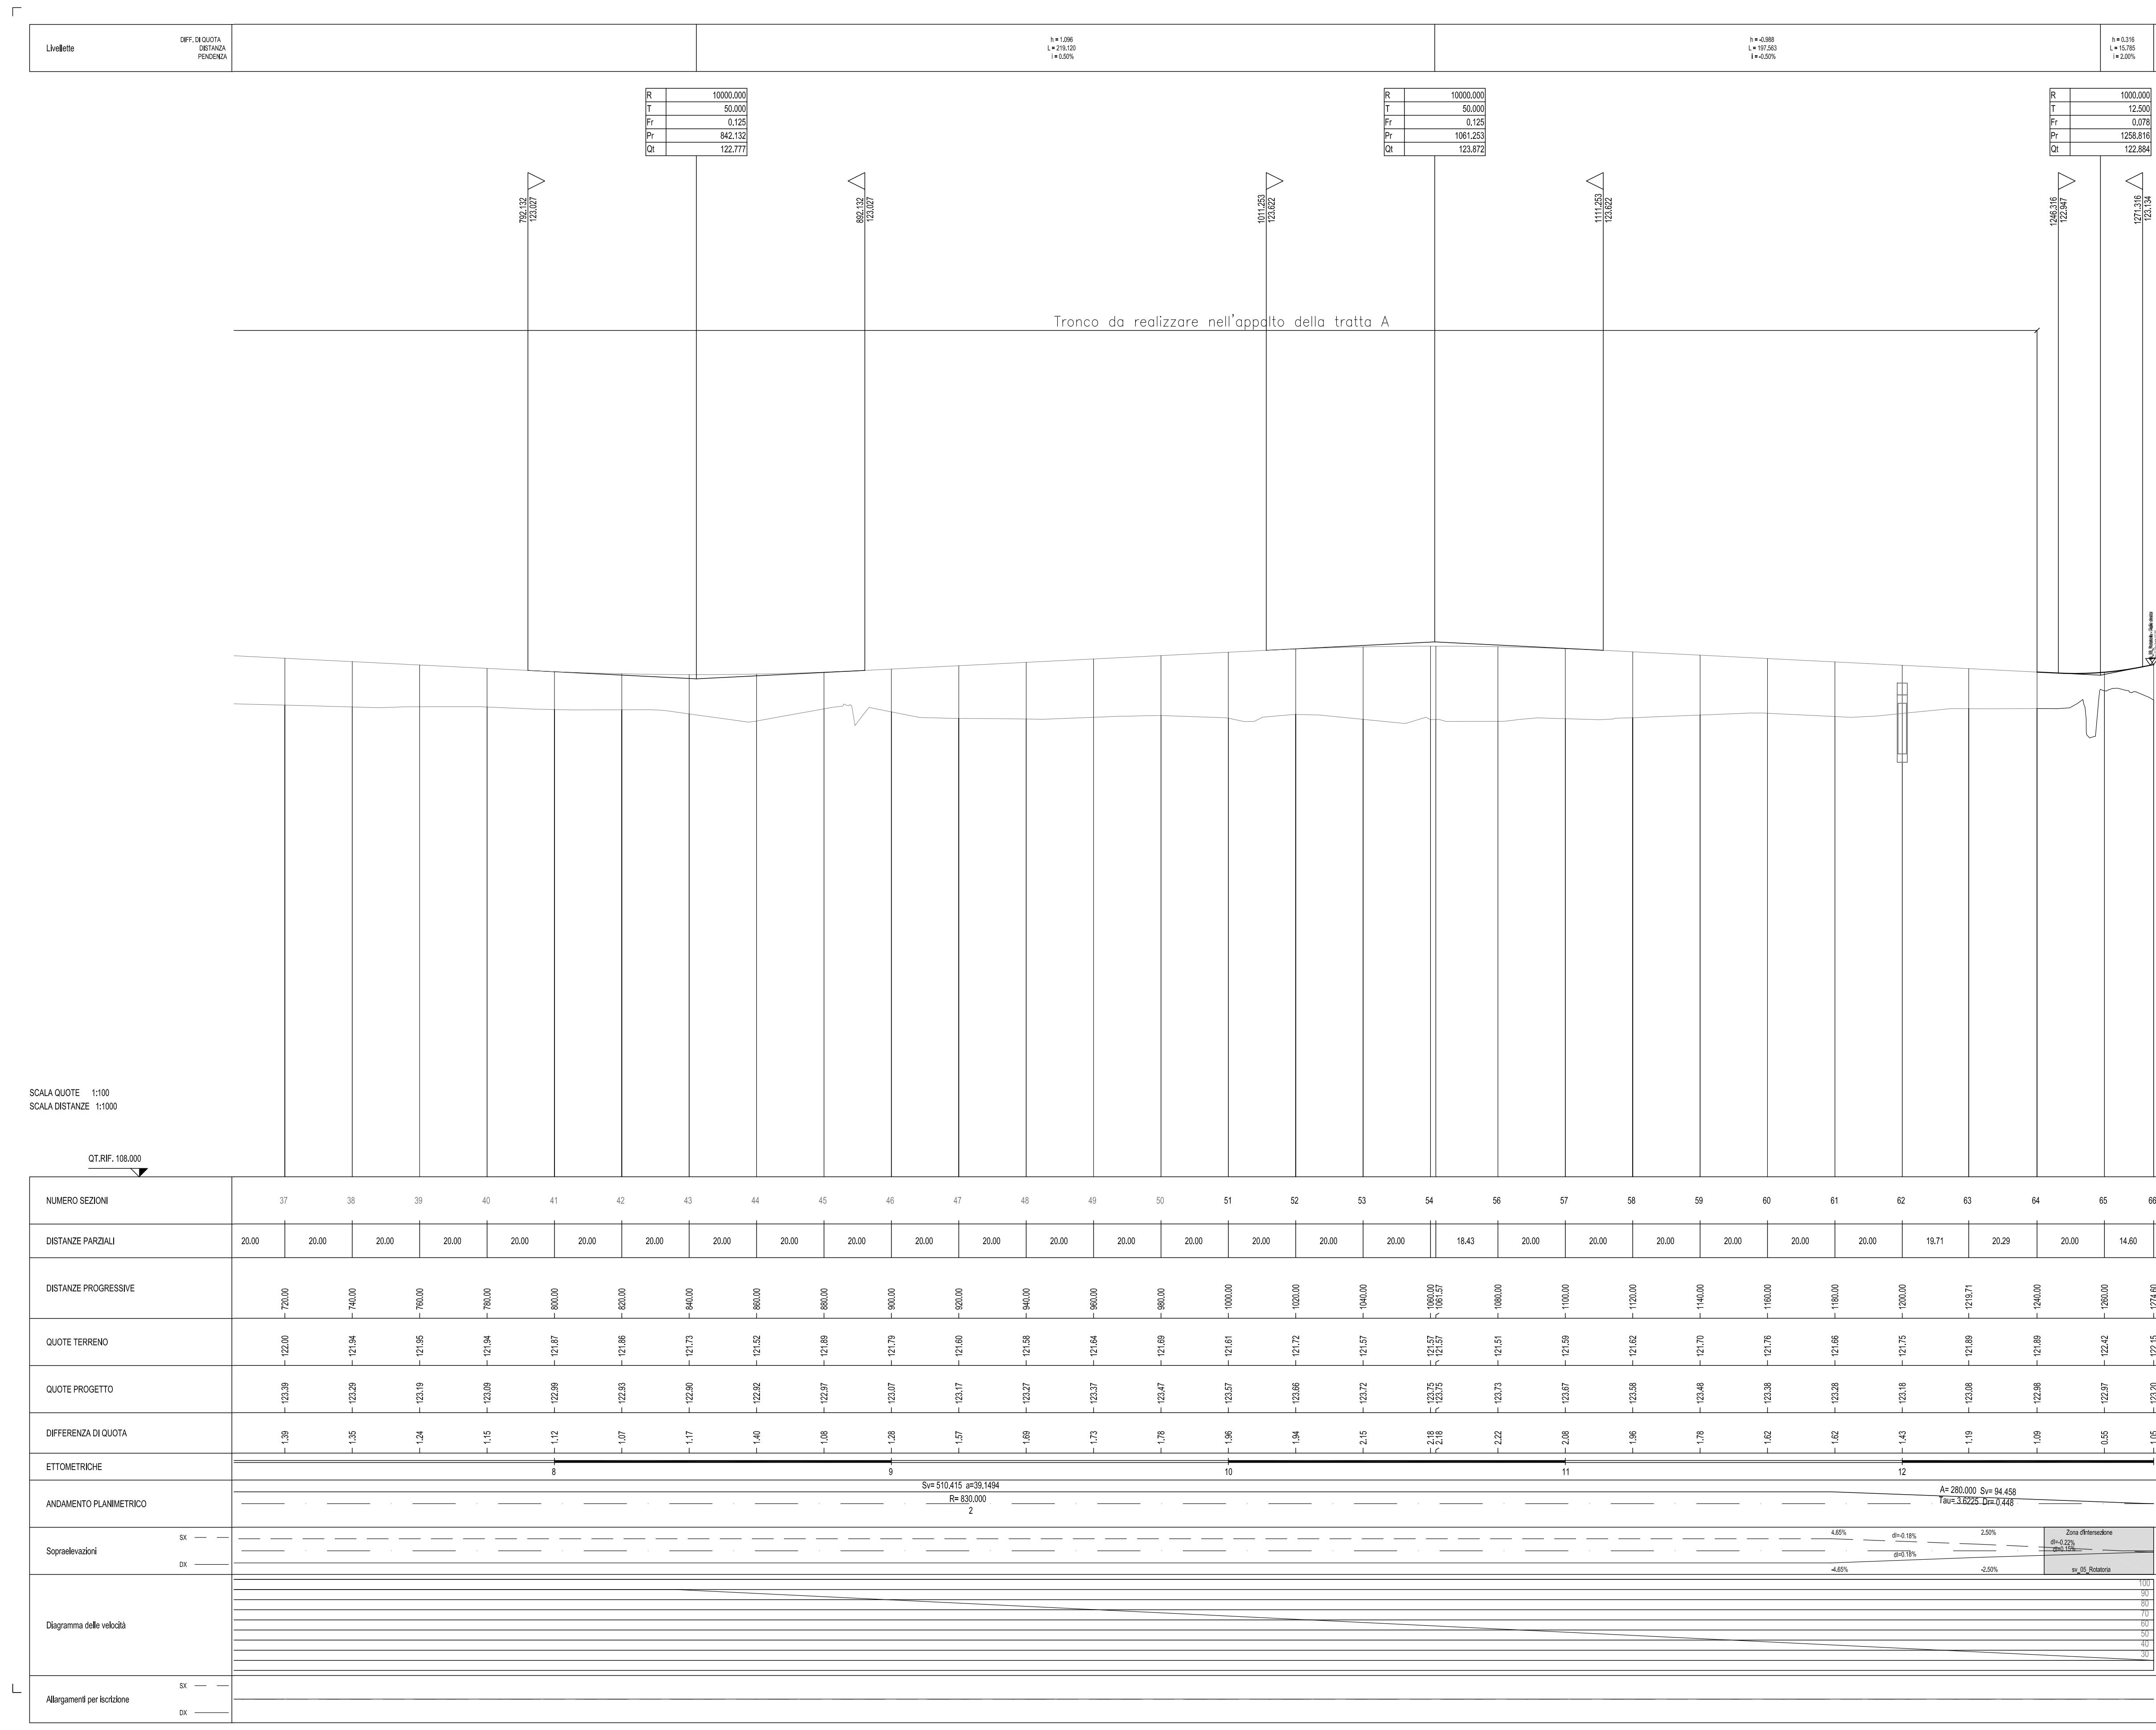 Livellette
DIFF. DI QUOTA
DISTANZA
PENDENZA
h = 1.096
L = 219.120
i = 0.50%
h = -0.988
L = 197.563
i = -0.50%
h = 0.316
L = 15.785
i = 2.00%
R 10000.000
T 50.000
Fr 0.125
Pr 842.132
Qt 122.777
R 10000.000
T 50.000
Fr 0.125
Pr 1061.253
Qt 123.872
R 1000.000
T 12.500
Fr 0.078
Pr 1258.816
Qt 122.884
792.132
123.027
892.132
123.027
1011.253
123.622
1111.253
123.622
1246.316
122.947
1271.316
123.134
Tronco da realizzare nell'appalto della tratta A
SCALA QUOTE 1:100
SCALA DISTANZE 1:1000
QT.RIF. 108.000
NUMERO SEZIONI 37 38 39 40 41 42 43 44 45 46 47 48 49 50 51 52 53 54 56 57 58 59 60 61 62 63 64 65 66
DISTANZE PARZIALI 20.00 20.00 20.00 20.00 20.00 20.00 20.00 20.00 20.00 20.00 20.00 20.00 20.00 20.00 20.00 20.00 20.00 20.00 18.43 20.00 20.00 20.00 20.00 20.00 20.00 19.71 20.29 20.00 14.60
DISTANZE PROGRESSIVE 720.00 740.00 760.00 780.00 800.00 820.00 840.00 860.00 880.00 900.00 920.00 940.00 960.00 980.00 1000.00 1020.00 1040.00 1060.00 1061.57 1080.00 1100.00 1120.00 1140.00 1160.00 1180.00 1200.00 1219.71 1240.00 1260.00 1274.60
QUOTE TERRENO 122.00 121.94 121.95 121.94 121.87 121.86 121.73 121.52 121.89 121.79 121.60 121.58 121.64 121.69 121.61 121.72 121.57 121.57 121.57 121.51 121.59 121.62 121.70 121.76 121.66 121.75 121.89 121.89 122.42 122.15
QUOTE PROGETTO 123.39 123.29 123.19 123.09 122.99 122.93 122.90 122.92 122.97 123.07 123.17 123.27 123.37 123.47 123.57 123.66 123.72 123.75 123.75 123.73 123.67 123.58 123.48 123.38 123.28 123.18 123.08 122.98 122.97 123.20
DIFFERENZA DI QUOTA 1.39 1.35 1.24 1.15 1.12 1.07 1.17 1.40 1.08 1.28 1.57 1.69 1.73 1.78 1.96 1.94 2.15 2.18 2.18 2.22 2.08 1.96 1.78 1.62 1.62 1.43 1.19 1.09 0.55 1.05
ETTOMETRICHE 8 9 10 11 12
ANDAMENTO PLANIMETRICO
Sv= 510.415 a=39.1494
R= 830.000
2
A= 280.000 Sv= 94.458
Tau= 3.6225 Dr= 0.448
Sopraelevazioni
SX
DX
4.65%
dl=-0.18%
2.50%
Zona d'intersezione
dl=-0.22%
dl=0.15%
dl=0.18%
-4.65%
-2.50%
sv_05_Rotatoria
Diagramma delle velocità
100
90
80
70
60
50
40
30
Allargamenti per iscrizione
SX
DX